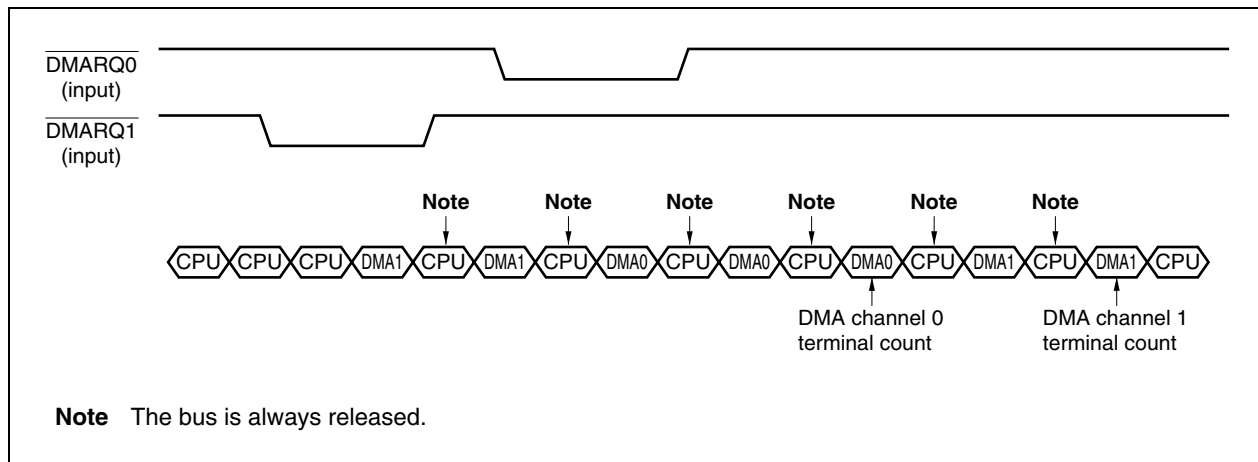 DMARQ0
(input)
DMARQ1
(input)
Note Note Note Note Note Note
CPU CPU CPU DMA1 CPU DMA1 CPU DMA0 CPU DMA0 CPU DMA0 CPU DMA1 CPU DMA1 CPU
DMA channel 0
terminal count
DMA channel 1
terminal count
Note The bus is always released.